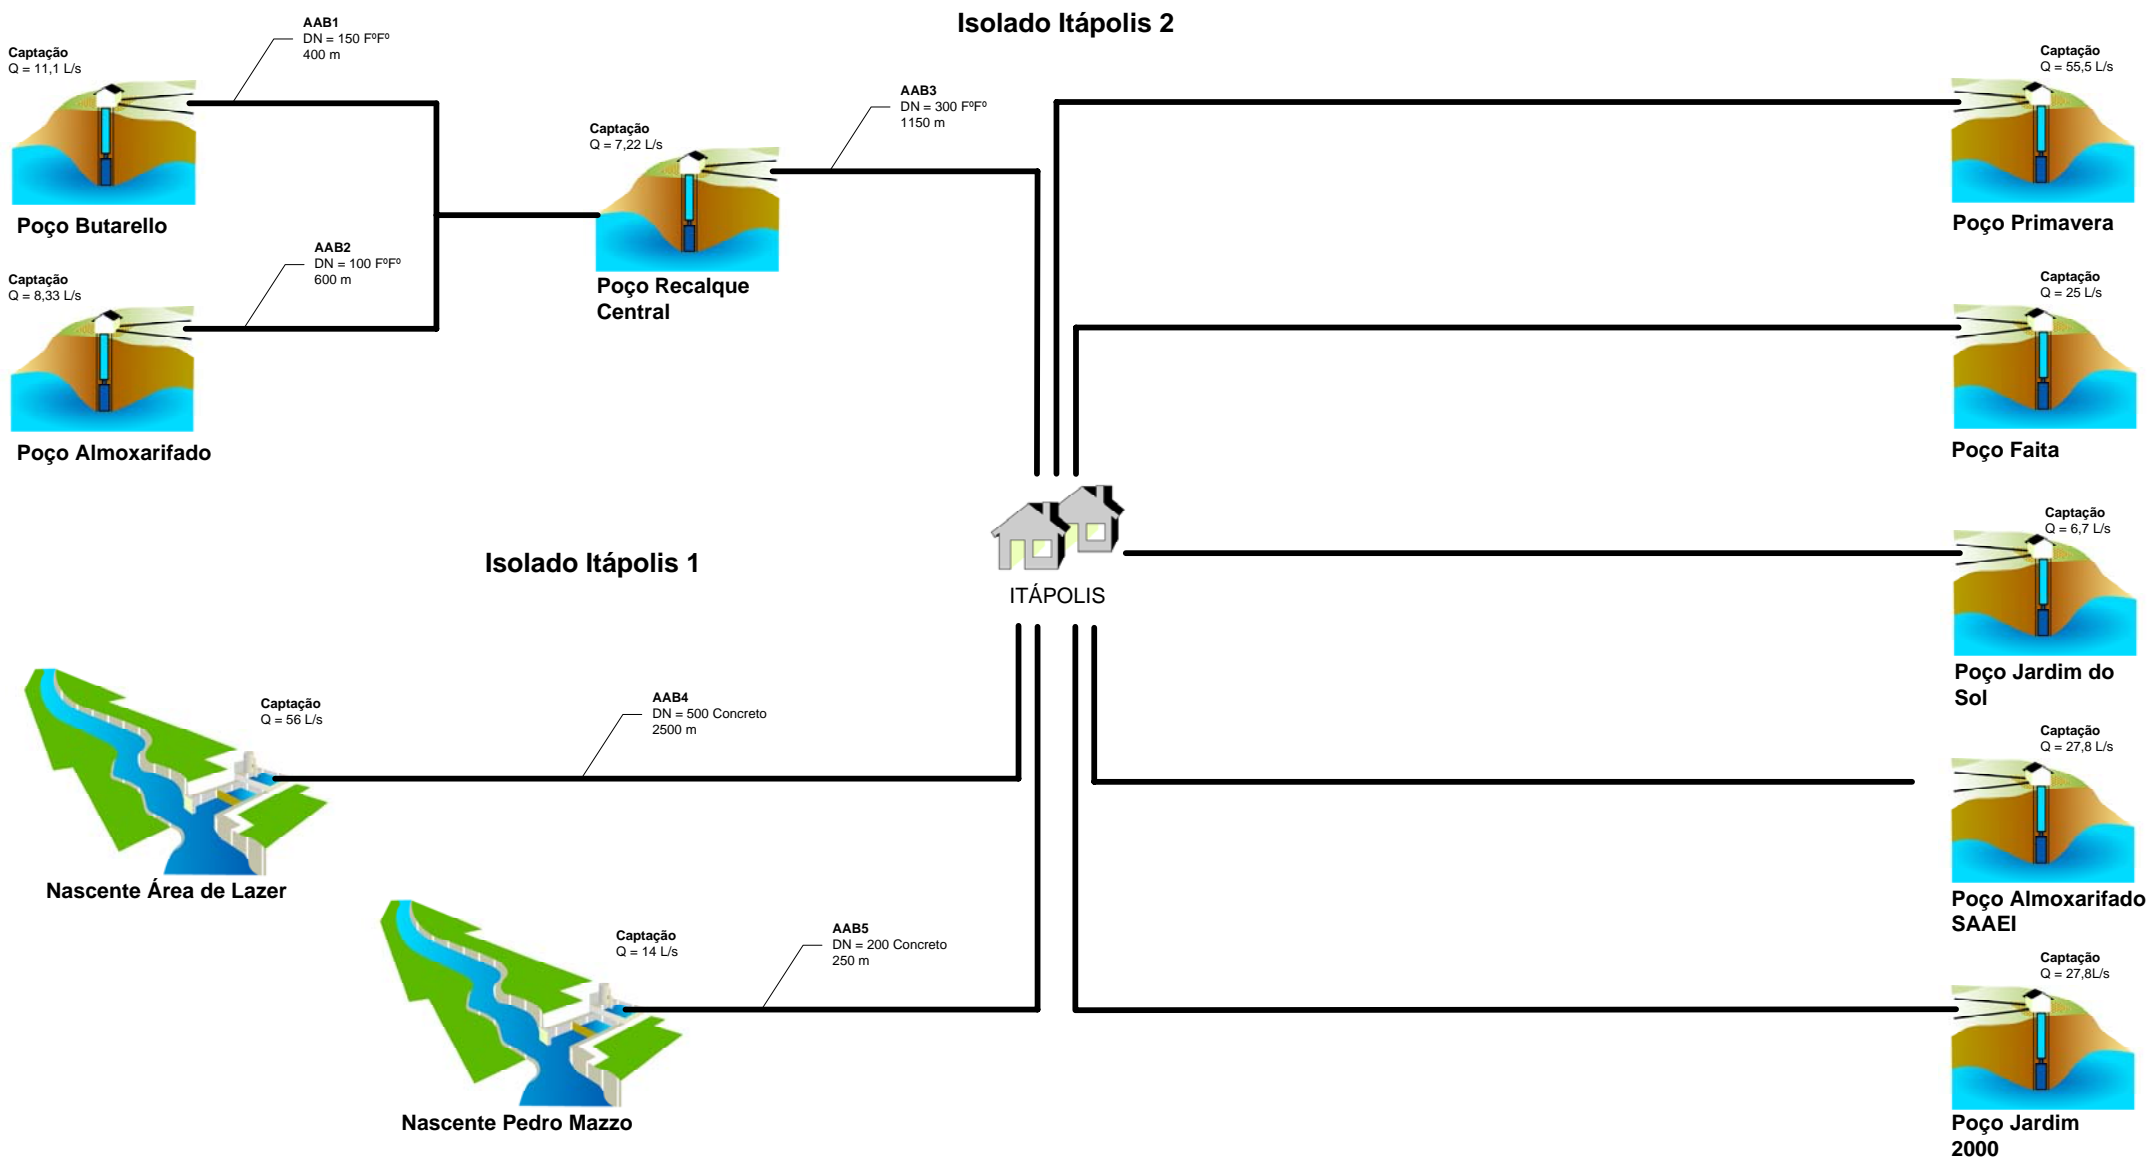 Isolado Itápolis 2
AAB1
DN = 150 FºFº
400 m
Captação
Q = 11,1 L/s
Poço Butarello
AAB2
DN = 100 FºFº
600 m
Captação
Q = 8,33 L/s
Poço Almoxarifado
Captação
Q = 7,22 L/s
Poço Recalque
Central
AAB3
DN = 300 FºFº
1150 m
Captação
Q = 55,5 L/s
Poço Primavera
Captação
Q = 25 L/s
Poço Faita
Captação
Q = 6,7 L/s
Poço Jardim do
Sol
Captação
Q = 27,8 L/s
Poço Almoxarifado
SAAEI
Captação
Q = 27,8L/s
Poço Jardim
2000
ITÁPOLIS
Isolado Itápolis 1
Captação
Q = 56 L/s
Nascente Área de Lazer
AAB4
DN = 500 Concreto
2500 m
Captação
Q = 14 L/s
Nascente Pedro Mazzo
AAB5
DN = 200 Concreto
250 m